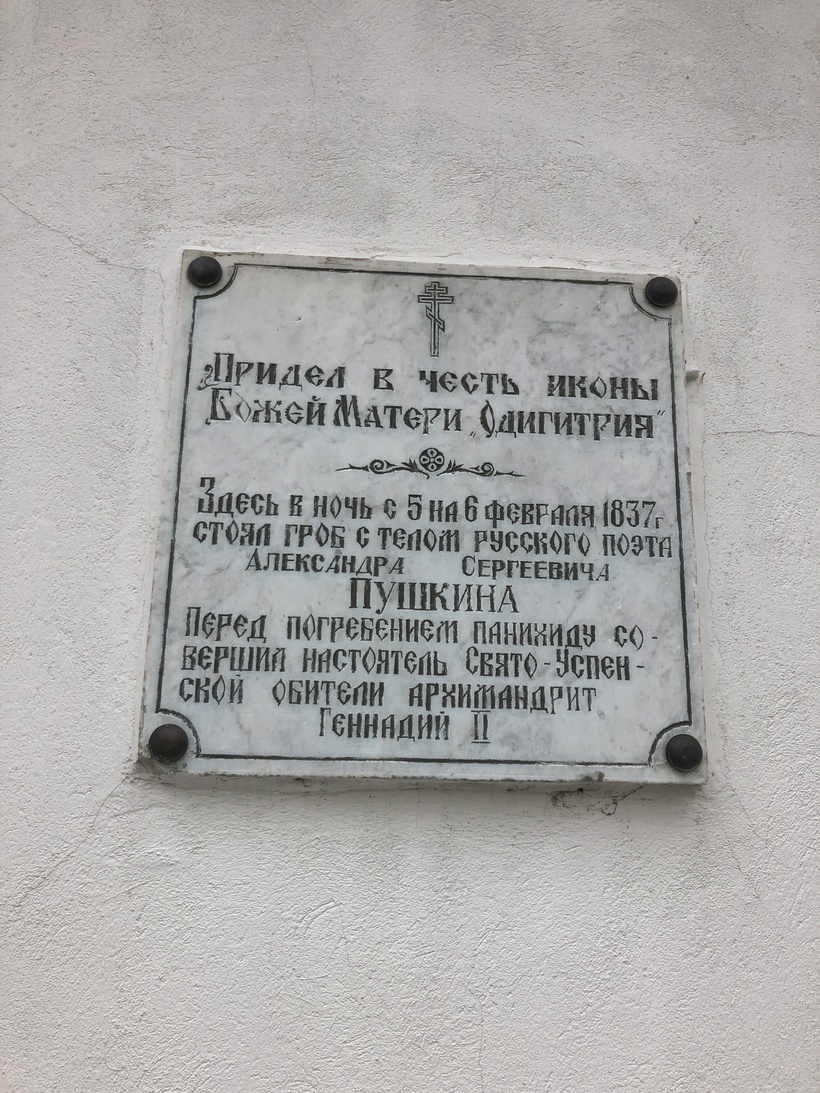 Придел в честь иконы
Божей Матери „Одигитрия"
Здесь в ночь с 5 на 6 февраля 1837г
стоял гроб с телом русского поэта
Александра Сергеевича
ПУШКИНА
Перед погребением панихиду со-
вершил настоятель Свято-Успен-
ской обители архимандрит
Геннадий II